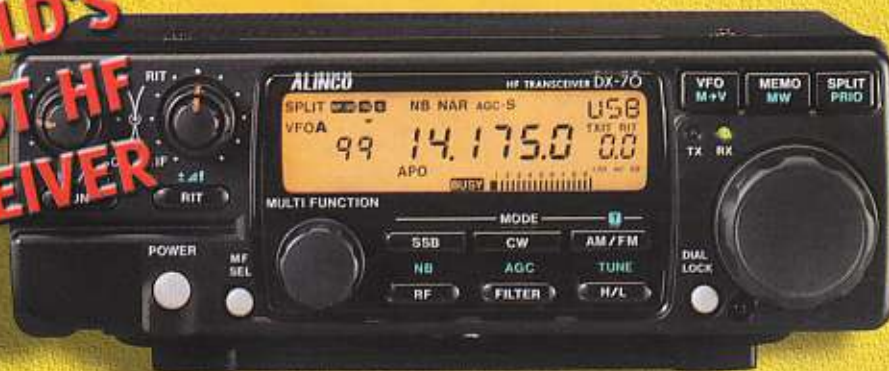 LD'S
ST HF
EIVER
RIT
RIT
ALINCO HF TRANSCEIVER DX-70
SPLIT NB NAR AGC-S USB
VFOA TXIT RIT
99 14.175.0 0.0
APO
BUSY
MULTI FUNCTION
POWER
MF
SEL
MODE
SSB CW AM/FM
NB AGC TUNE
RF FILTER H/L
VFO MEMO SPLIT
M▸V MW PRIO
TX RX
DIAL
LOCK